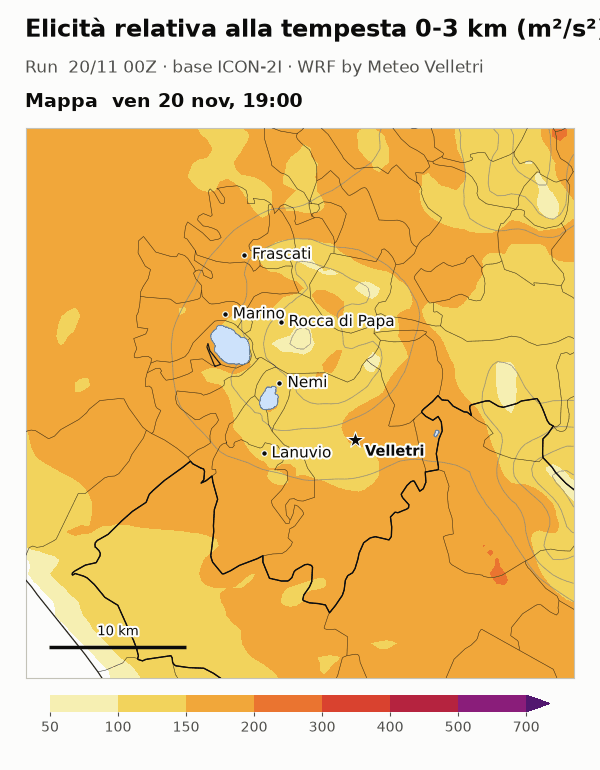 Elicità relativa alla tempesta 0-3 km (m²/s²)
Run 20/11 00Z · base ICON-2I · WRF by Meteo Velletri
Mappa ven 20 nov, 19:00
Frascati
Marino
Rocca di Papa
Nemi
Velletri
Lanuvio
10 km
50 100 150 200 300 400 500 700